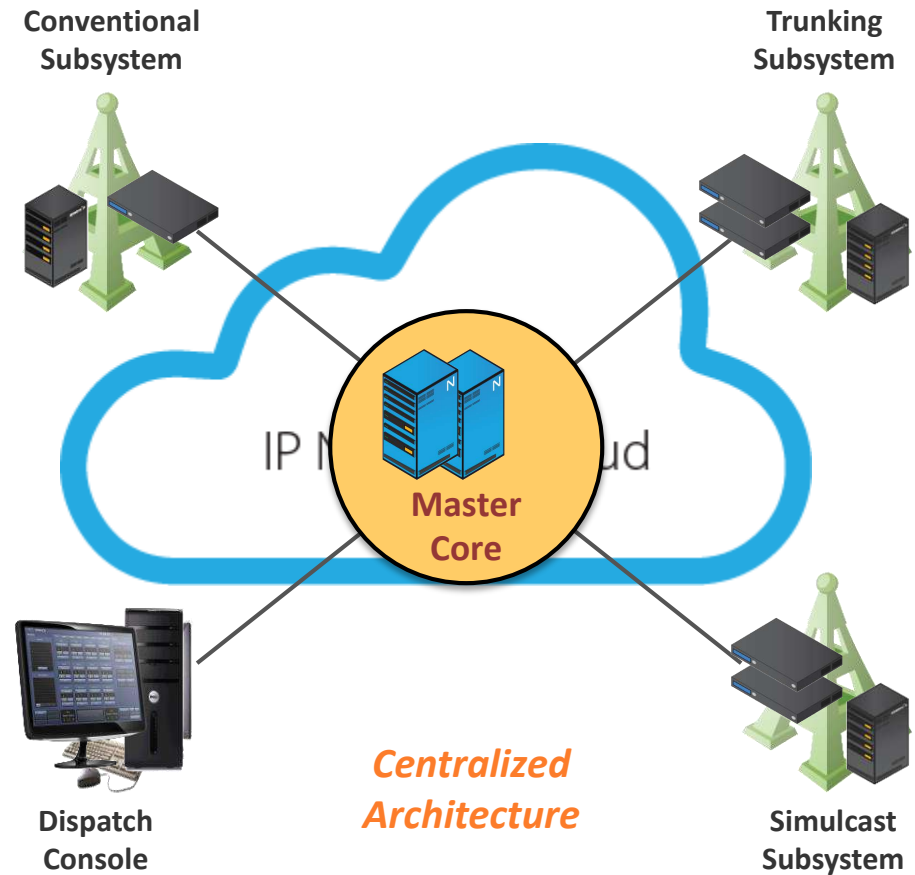 Conventional
Subsystem
Trunking
Subsystem
IP
Master
Core
Centralized
Architecture
Dispatch
Console
Simulcast
Subsystem